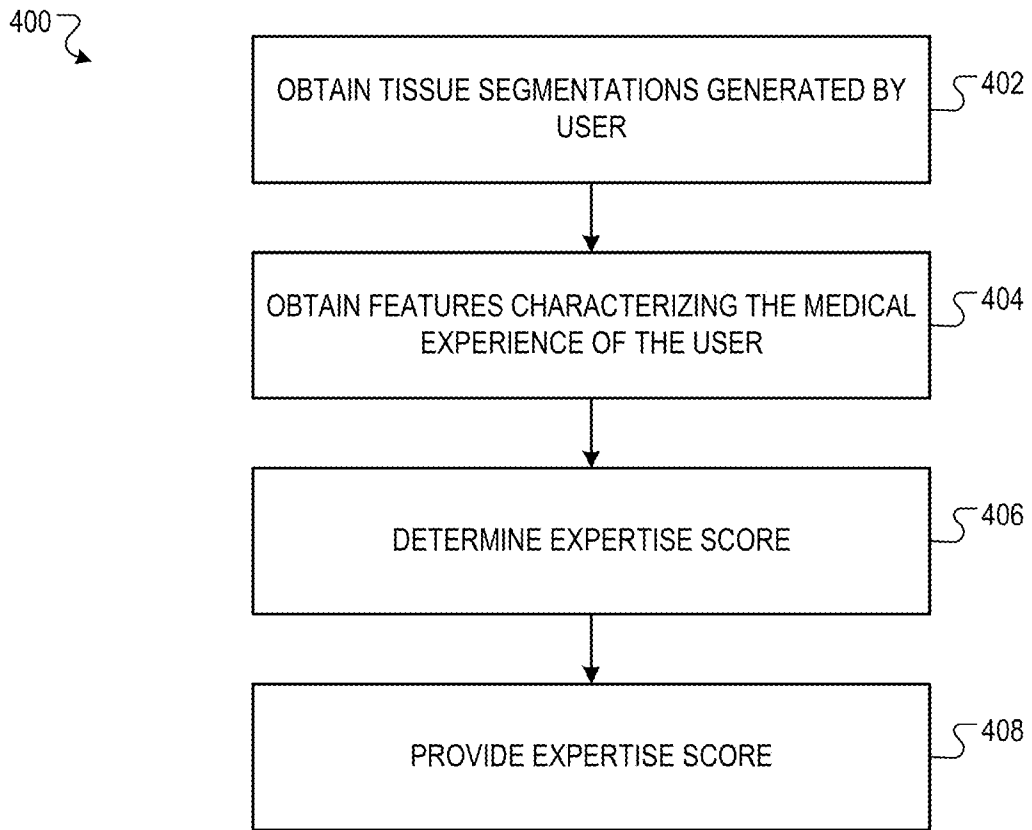 400
OBTAIN TISSUE SEGMENTATIONS GENERATED BY
USER
402
OBTAIN FEATURES CHARACTERIZING THE MEDICAL
EXPERIENCE OF THE USER
404
DETERMINE EXPERTISE SCORE
406
PROVIDE EXPERTISE SCORE
408